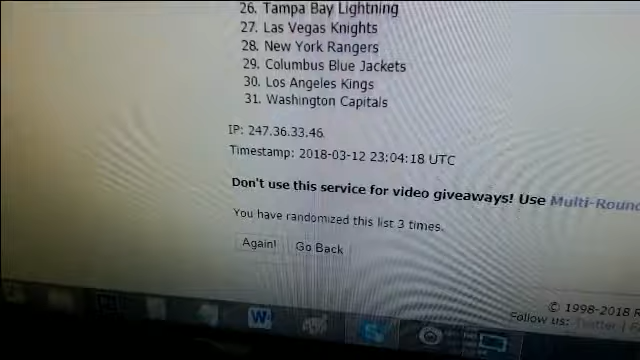 26. Tampa Bay Lightning
27. Las Vegas Knights
28. New York Rangers
29. Columbus Blue Jackets
30. Los Angeles Kings
31. Washington Capitals
IP: 247.36.33.46
Timestamp: 2018-03-12 23:04:18 UTC
Don't use this service for video giveaways! Use Multi-Round
You have randomized this list 3 times.
Again! Go Back
© 1998-2018 R
Follow us: Twitter | F
W